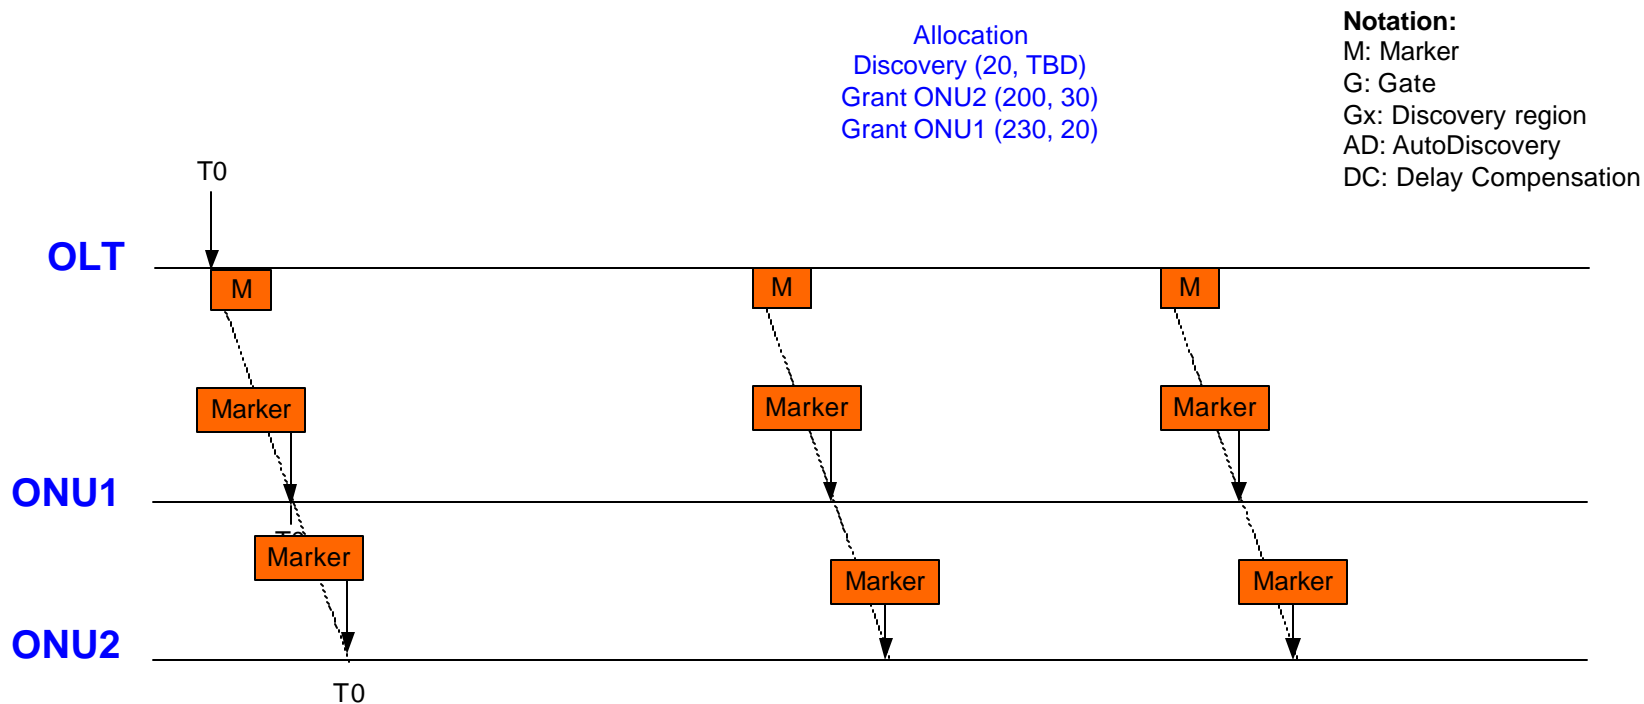 Allocation
Discovery (20, TBD)
Grant ONU2 (200, 30)
Grant ONU1 (230, 20)
Notation:
M: Marker
G: Gate
Gx: Discovery region
AD: AutoDiscovery
DC: Delay Compensation
T0
OLT
M
M
M
Marker
Marker
Marker
ONU1
Marker
Marker
Marker
ONU2
T0